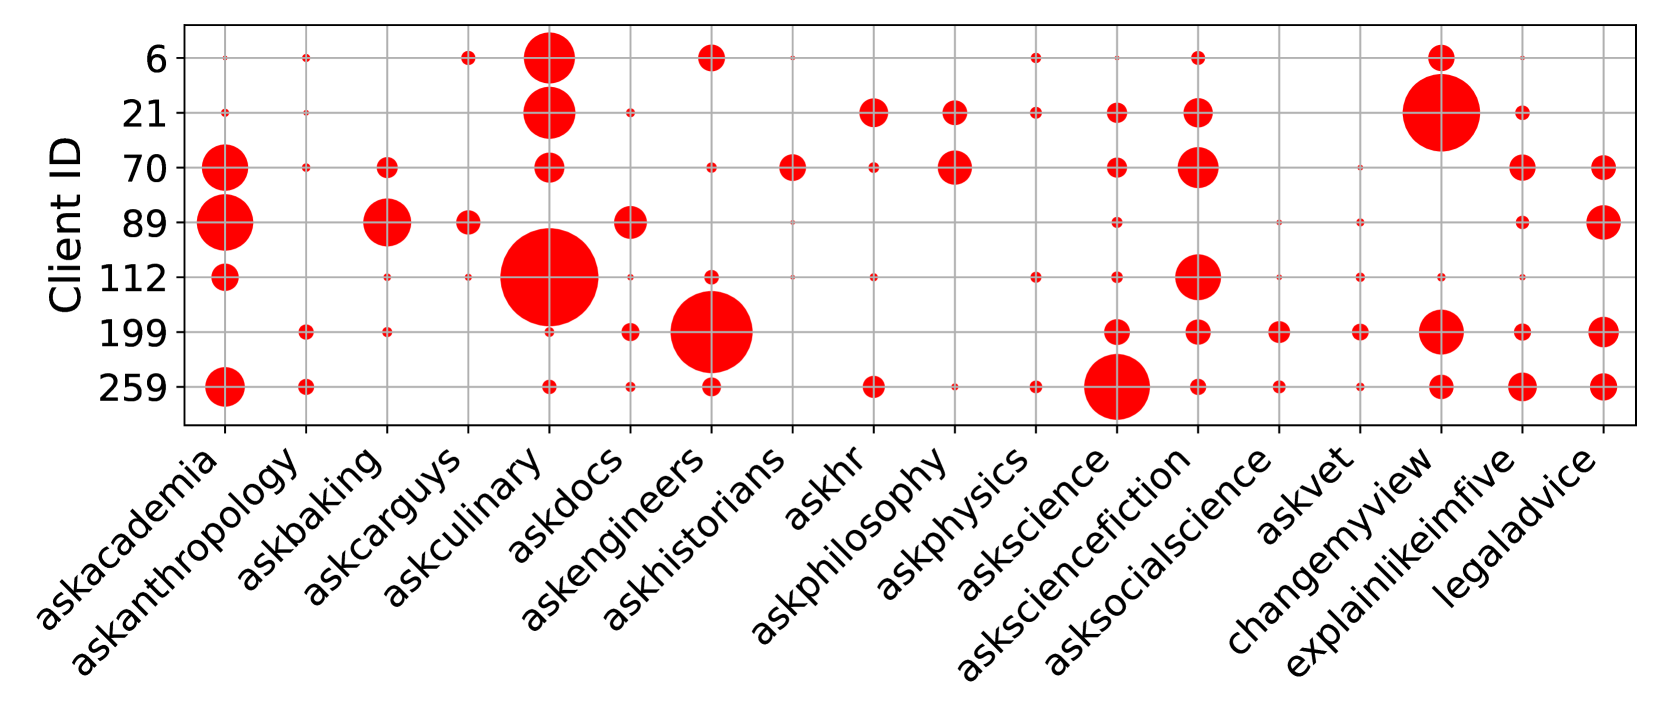 Client ID
6
21
70
89
112
199
259
askacademia
askanthropology
askbaking
askcarguys
askculinary
askdocs
askengineers
askhistorians
askhr
askphilosophy
askphysics
askscience
asksciencefiction
asksocialscience
askvet
changemyview
explainlikeimfive
legaladvice